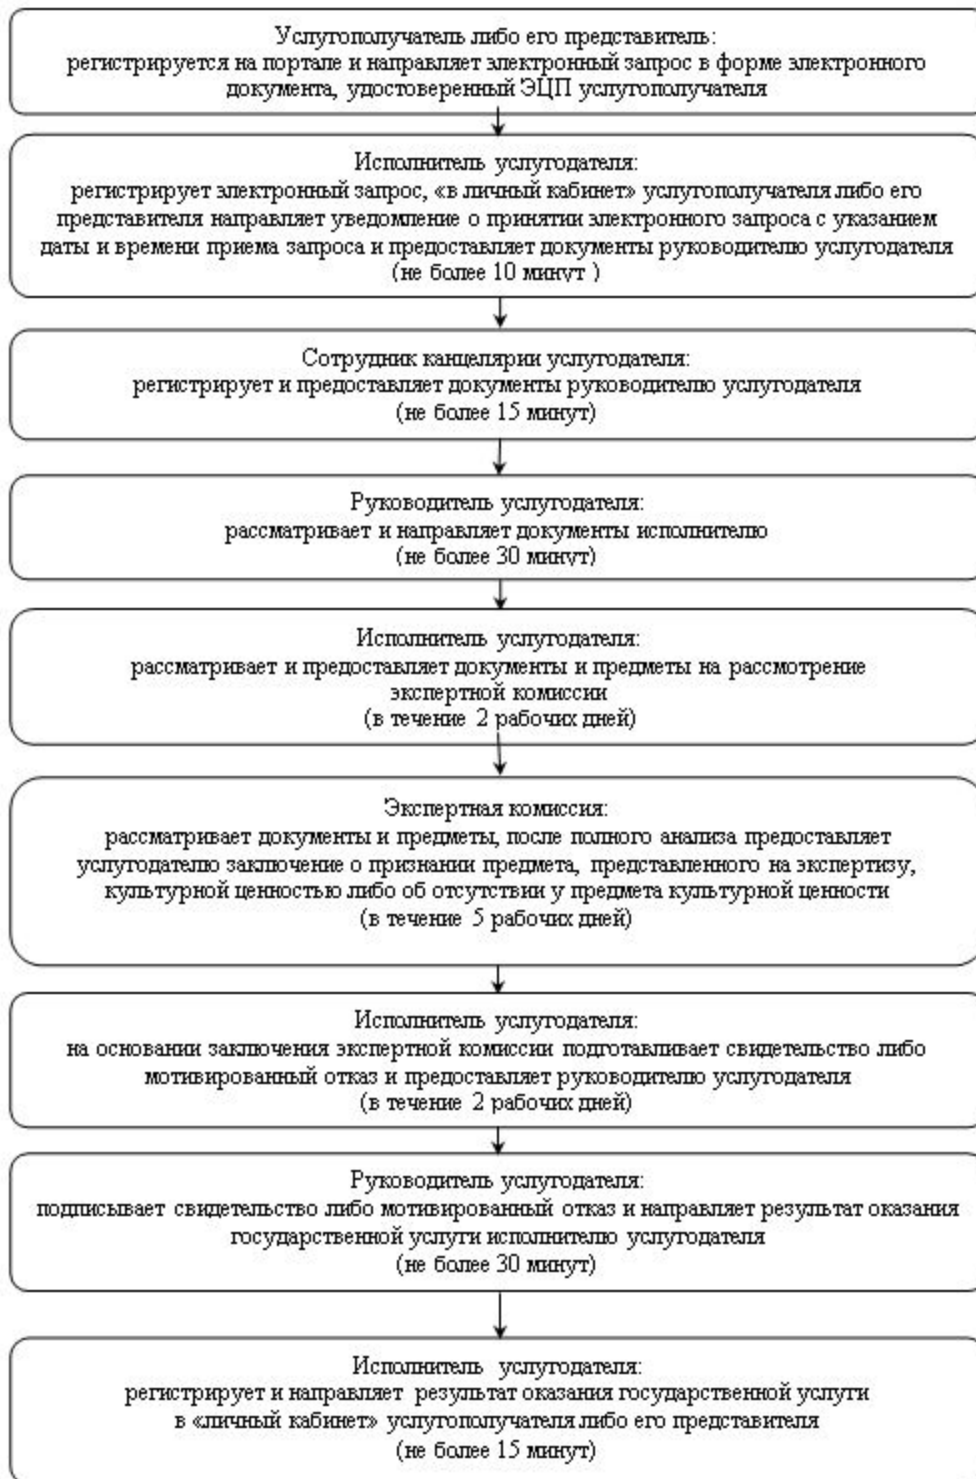 Услугополучатель либо его представитель:
регистрируется на портале и направляет электронный запрос в форме электронного
документа, удостоверенный ЭЦП услугополучателя
Исполнитель услугодателя:
регистрирует электронный запрос, «в личный кабинет» услугополучателя либо его
представителя направляет уведомление о принятии электронного запроса с указанием
даты и времени приема запроса и предоставляет документы руководителю услугодателя
(не более 10 минут )
Сотрудник канцелярии услугодателя:
регистрирует и предоставляет документы руководителю услугодателя
(не более 15 минут)
Руководитель услугодателя:
рассматривает и направляет документы исполнителю
(не более 30 минут)
Исполнитель услугодателя:
рассматривает и предоставляет документы и предметы на рассмотрение
экспертной комиссии
(в течение 2 рабочих дней)
Экспертная комиссия:
рассматривает документы и предметы, после полного анализа предоставляет
услугодателю заключение о признании предмета, представленного на экспертизу,
культурной ценностью либо об отсутствии у предмета культурной ценности
(в течение 5 рабочих дней)
Исполнитель услугодателя:
на основании заключения экспертной комиссии подготавливает свидетельство либо
мотивированный отказ и предоставляет руководителю услугодателя
(в течение 2 рабочих дней)
Руководитель услугодателя:
подписывает свидетельство либо мотивированный отказ и направляет результат оказания
государственной услуги исполнителю услугодателя
(не более 30 минут)
Исполнитель услугодателя:
регистрирует и направляет результат оказания государственной услуги
в «личный кабинет» услугополучателя либо его представителя
(не более 15 минут)